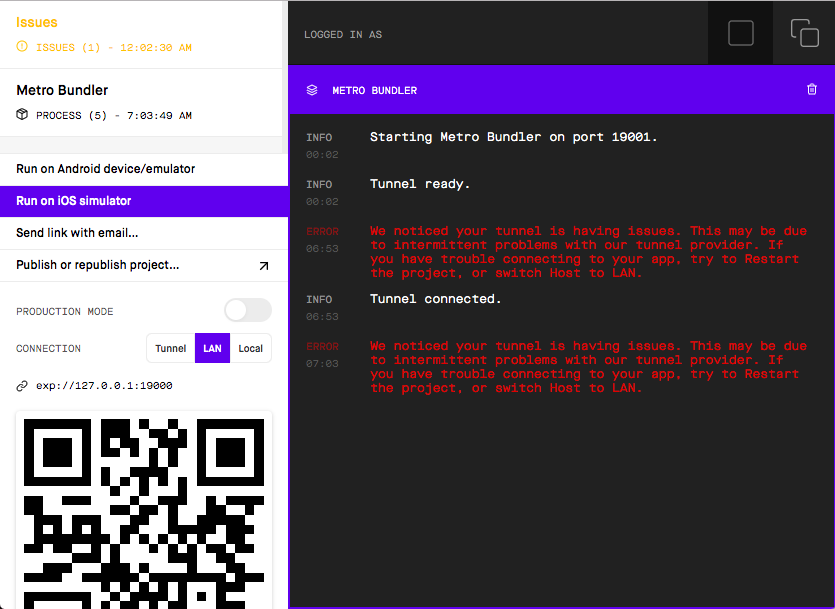 Issues
ISSUES (1) - 12:02:30 AM
Metro Bundler
PROCESS (5) - 7:03:49 AM
Run on Android device/emulator
Run on iOS simulator
Send link with email...
Publish or republish project...
PRODUCTION MODE
CONNECTION
Tunnel
LAN
Local
exp://127.0.0.1:19000
LOGGED IN AS
METRO BUNDLER
INFO
00:02
Starting Metro Bundler on port 19001.
INFO
00:02
Tunnel ready.
ERROR
06:53
We noticed your tunnel is having issues. This may be due
to intermittent problems with our tunnel provider. If
you have trouble connecting to your app, try to Restart
the project, or switch Host to LAN.
INFO
06:53
Tunnel connected.
ERROR
07:03
We noticed your tunnel is having issues. This may be due
to intermittent problems with our tunnel provider. If
you have trouble connecting to your app, try to Restart
the project, or switch Host to LAN.